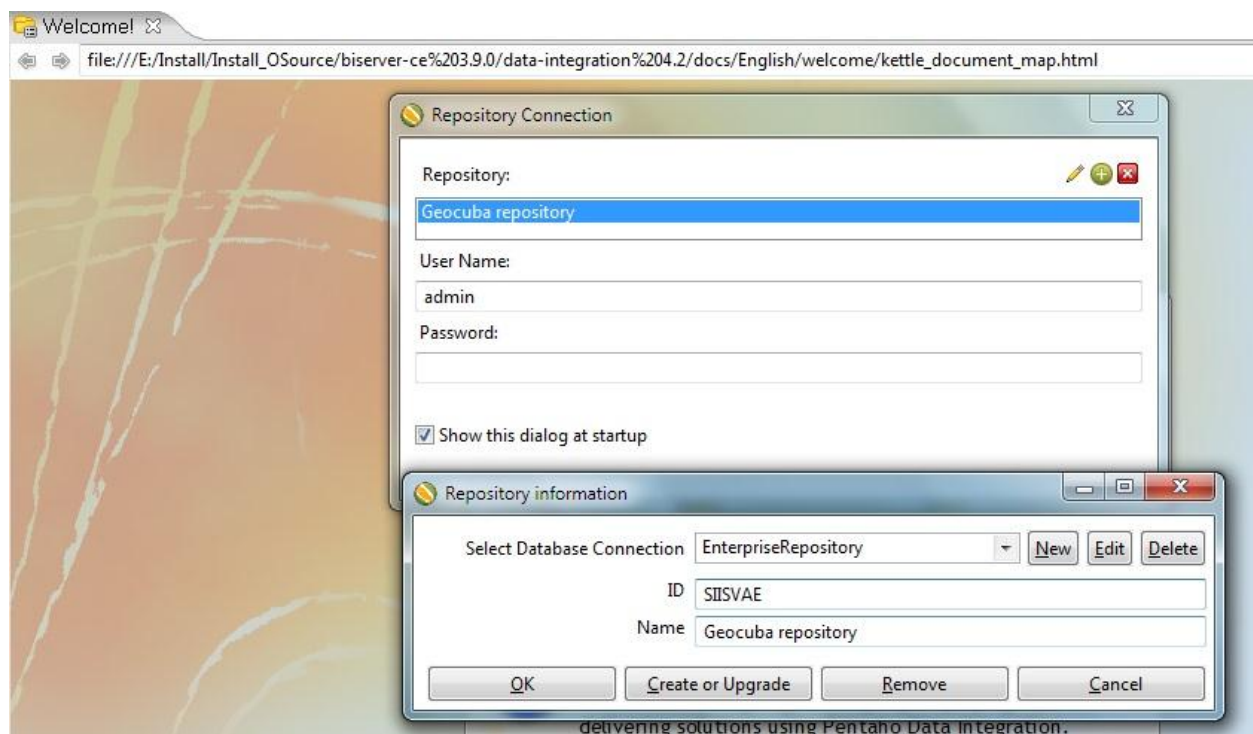 Welcome!
file:///E:/Install/Install_OSource/biserver-ce%203.9.0/data-integration%204.2/docs/English/welcome/kettle_document_map.html
Repository Connection
Repository:
Geocuba repository
User Name:
admin
Password:
Show this dialog at startup
Repository information
Select Database Connection EnterpriseRepository New Edit Delete
ID SIISVAE
Name Geocuba repository
OK Create or Upgrade Remove Cancel
delivering solutions using Pentaho Data Integration.